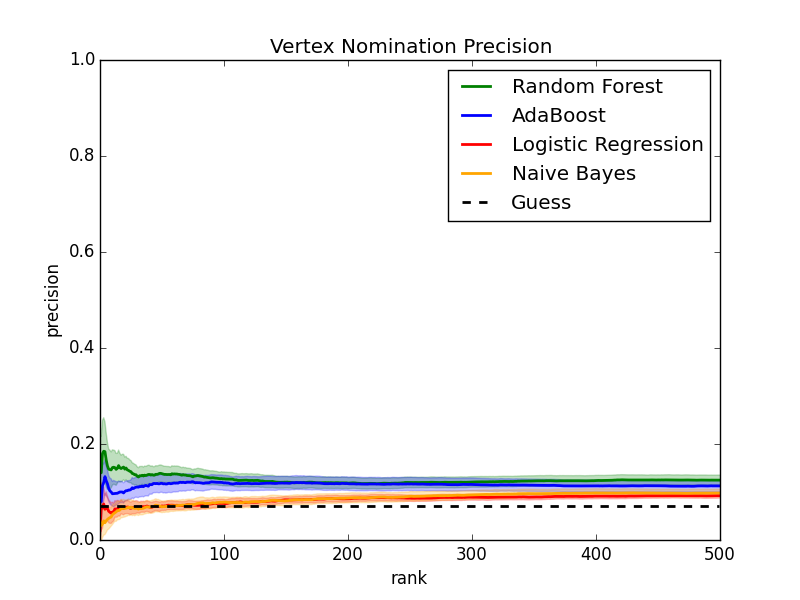 Vertex Nomination Precision
1.0
0.8
0.6
0.4
0.2
0.0
precision
Random Forest
AdaBoost
Logistic Regression
Naive Bayes
Guess
0 100 200 300 400 500
rank